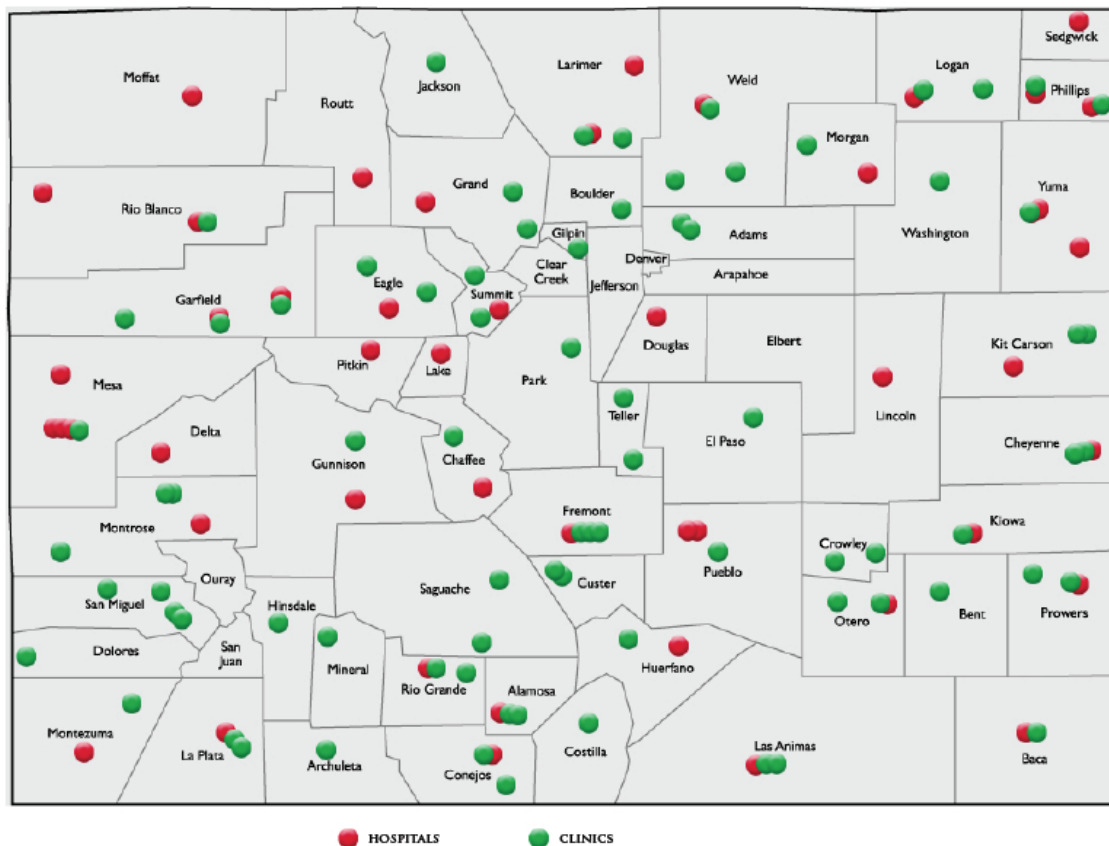 Sedgwick
Moffat
Larimer
Logan
Weld
Jackson
Phillips
Routt
Morgan
Grand
Boulder
Yuma
Rio Blanco
Gilpin
Adams
Washington
Denver
Clear
Creek
Arapahoe
Eagle
Jefferson
Garfield
Summit
Elbert
Kit Carson
Douglas
Pitkin
Lake
Park
Mesa
Lincoln
Teller
Delta
El Paso
Cheyenne
Chaffee
Gunnison
Fremont
Montrose
Kiowa
Crowley
Pueblo
Ouray
Custer
Saguache
San Miguel
Hinsdale
Bent
Prowers
Otero
Dolores
San
Juan
Mineral
Huerfano
Rio Grande
Alamosa
Montezuma
Las Animas
Costilla
La Plata
Baca
Archuleta
Conejos
HOSPITALS
CLINICS